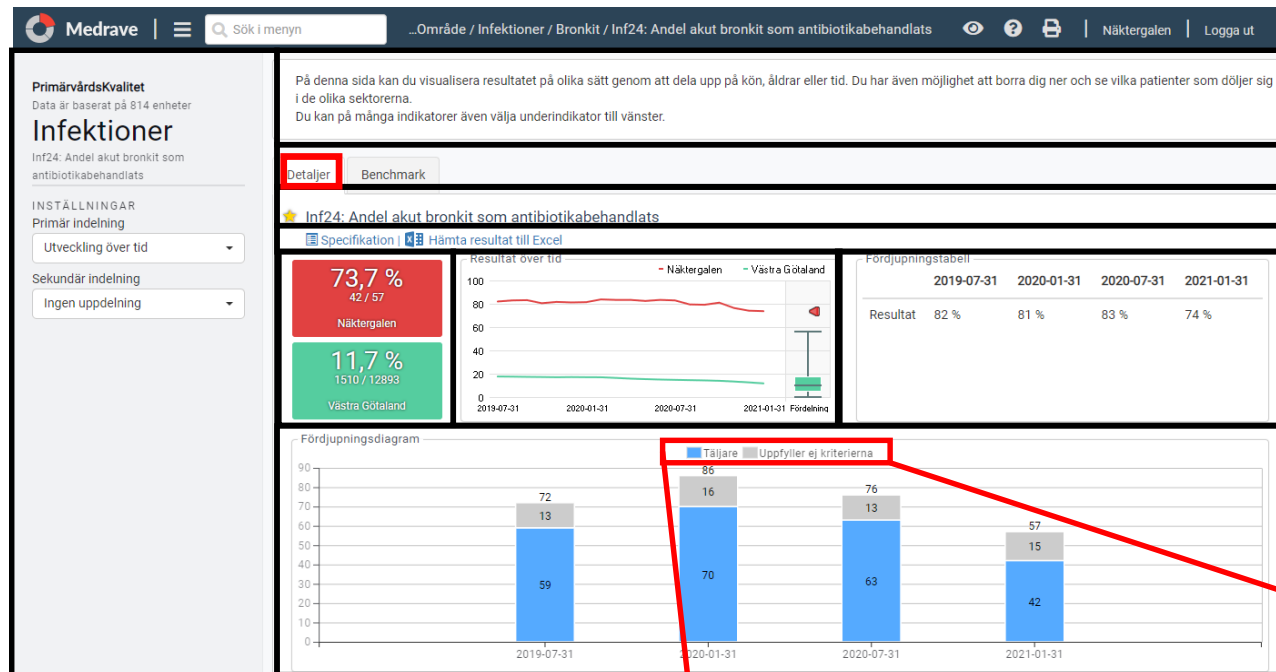 Medrave
Sök i menyn
...Område / Infektioner / Bronkit / Inf24: Andel akut bronkit som antibiotikabehandlats
Näktergalen
Logga ut
PrimärvårdsKvalitet
Data är baserat på 814 enheter
Infektioner
Inf24: Andel akut bronkit som
antibiotikabehandlats
INSTÄLLNINGAR
Primär indelning
Utveckling över tid
Sekundär indelning
Ingen uppdelning
På denna sida kan du visualisera resultatet på olika sätt genom att dela upp på kön, åldrar eller tid. Du har även möjlighet att borra dig ner och se vilka patienter som döljer sig
i de olika sektorerna.
Du kan på många indikatorer även välja underindikator till vänster.
Detaljer
Benchmark
Inf24: Andel akut bronkit som antibiotikabehandlats
Specifikation | Hämta resultat till Excel
73,7 %
42 / 57
Näktergalen
11,7 %
1510 / 12893
Västra Götaland
Resultat över tid
Näktergalen
Västra Götaland
100
80
60
40
20
0
2019-07-31
2020-01-31
2020-07-31
2021-01-31
Fördelning
Fördjupningstabell
2019-07-31 2020-01-31 2020-07-31 2021-01-31
Resultat 82 % 81 % 83 % 74 %
Fördjupningsdiagram
Täljare
Uppfyller ej kriterierna
90
80
70
60
50
40
30
20
10
0
72
13
59
86
16
70
76
13
63
57
15
42
2019-07-31
2020-01-31
2020-07-31
2021-01-31